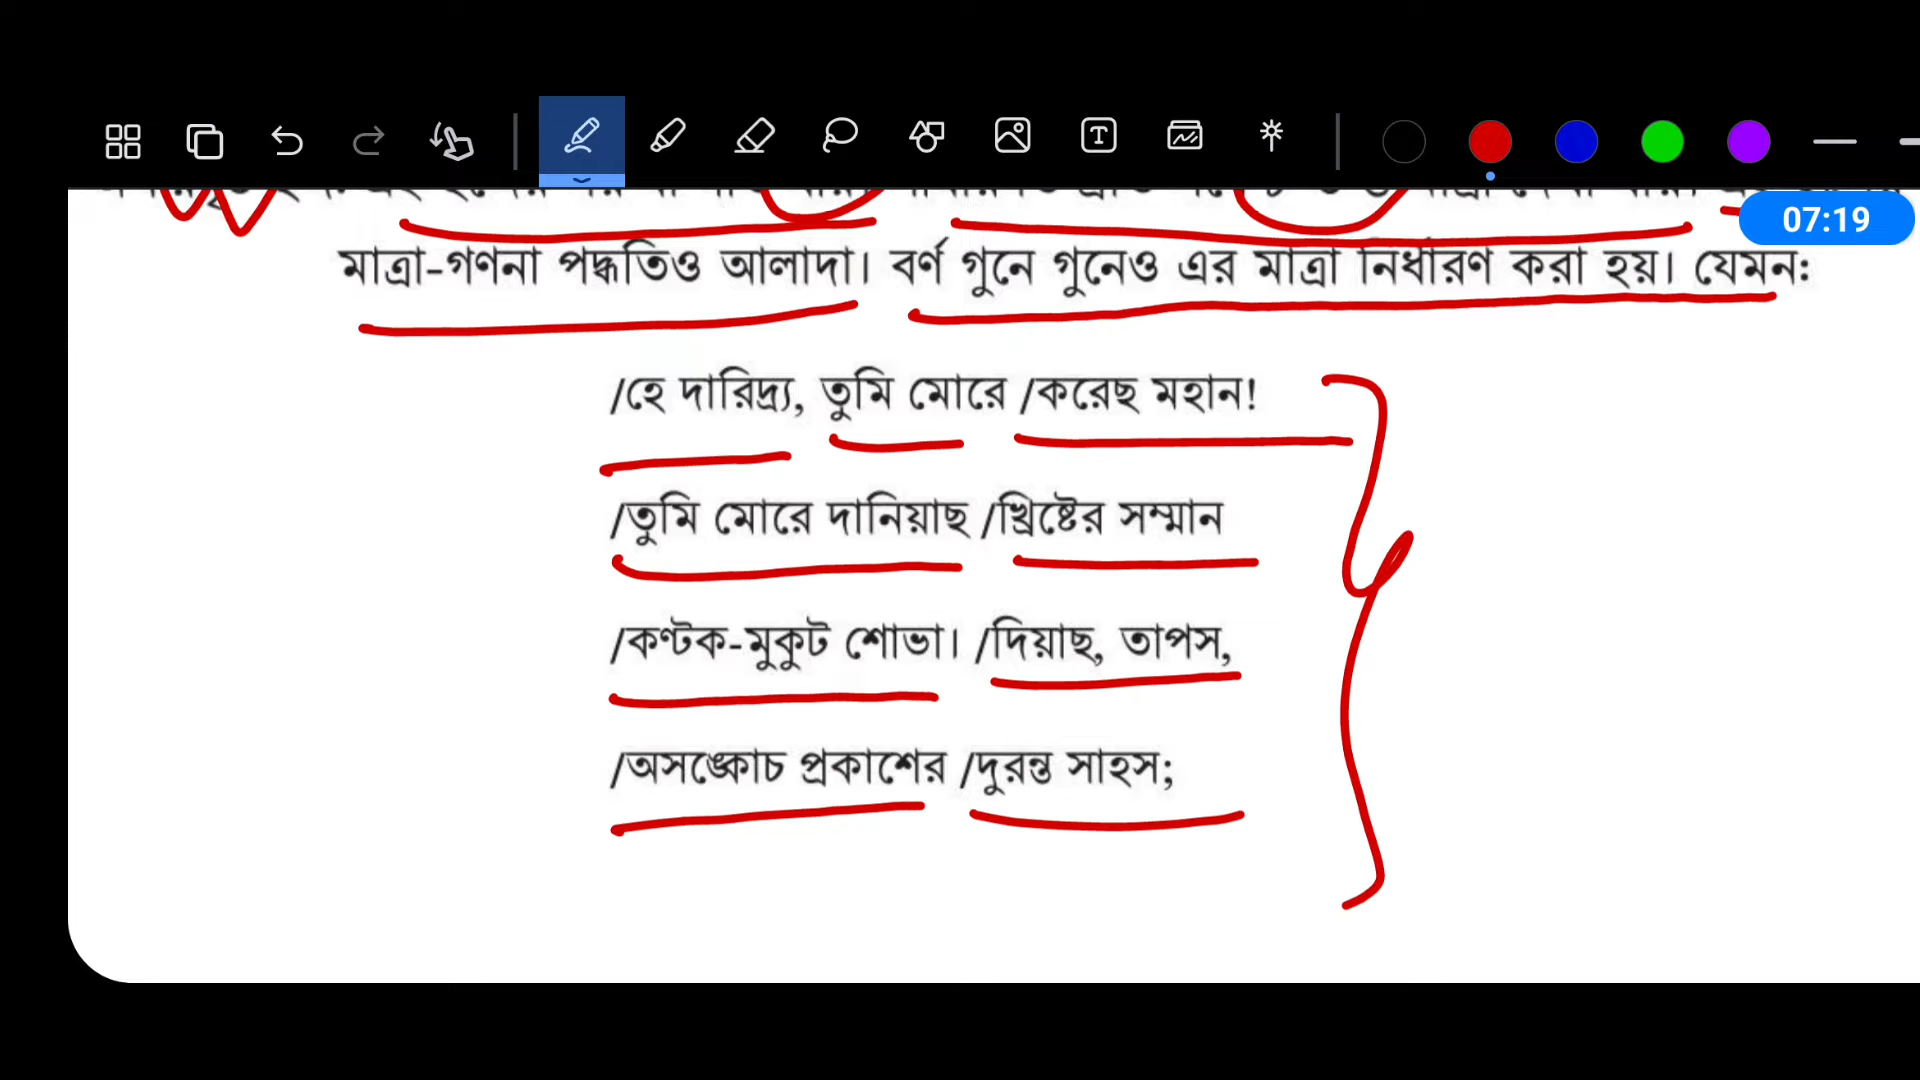 07:19
মাত্রা-গণনা পদ্ধতিও আলাদা। বর্ণ গুনে গুনেও এর মাত্রা নির্ধারণ করা হয়। যেমন:
/হে দারিদ্র্য, তুমি মোরে /করেছ মহান!
/তুমি মোরে দানিয়াছ /খ্রিষ্টের সম্মান
/কণ্টক-মুকুট শোভা। /দিয়াছ, তাপস,
/অসঙ্কোচ প্রকাশের /দুরন্ত সাহস;